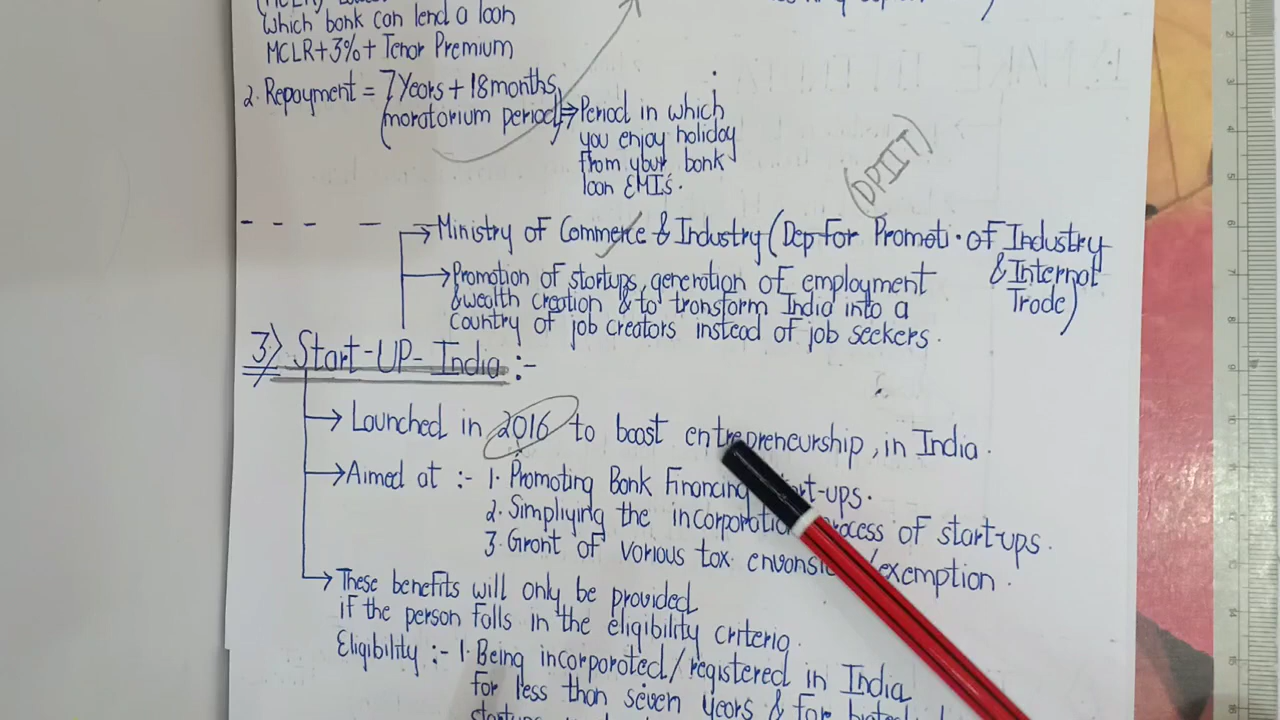 which bank can lend a loan
MCLR+3%+ Tenor Premium
2. Repayment = 7 Years + 18 months
(moratorium period) ⇒ Period in which
you enjoy holiday
from your bank
loan EMI's.
(DPIIT)
→ Ministry of Commerce & Industry (Dep for Promoti. of Industry
& Internat
Trade)
→ Promotion of startups, generation of employment
& wealth creation & to transform India into a
country of job creators instead of job seekers.
3) Start-UP-India :-
→ Launched in 2016 to boost entrepreneurship, in India.
→ Aimed at :- 1. Promoting Bank Financing start-ups.
2. Simpliying the incorporation process of start-ups.
3. Grant of various tax /exemption.
→ These benefits will only be provided
if the person falls in the eligibility criteria.
Eligibility :- 1. Being incorporated/registered in India
for less than seven years & for